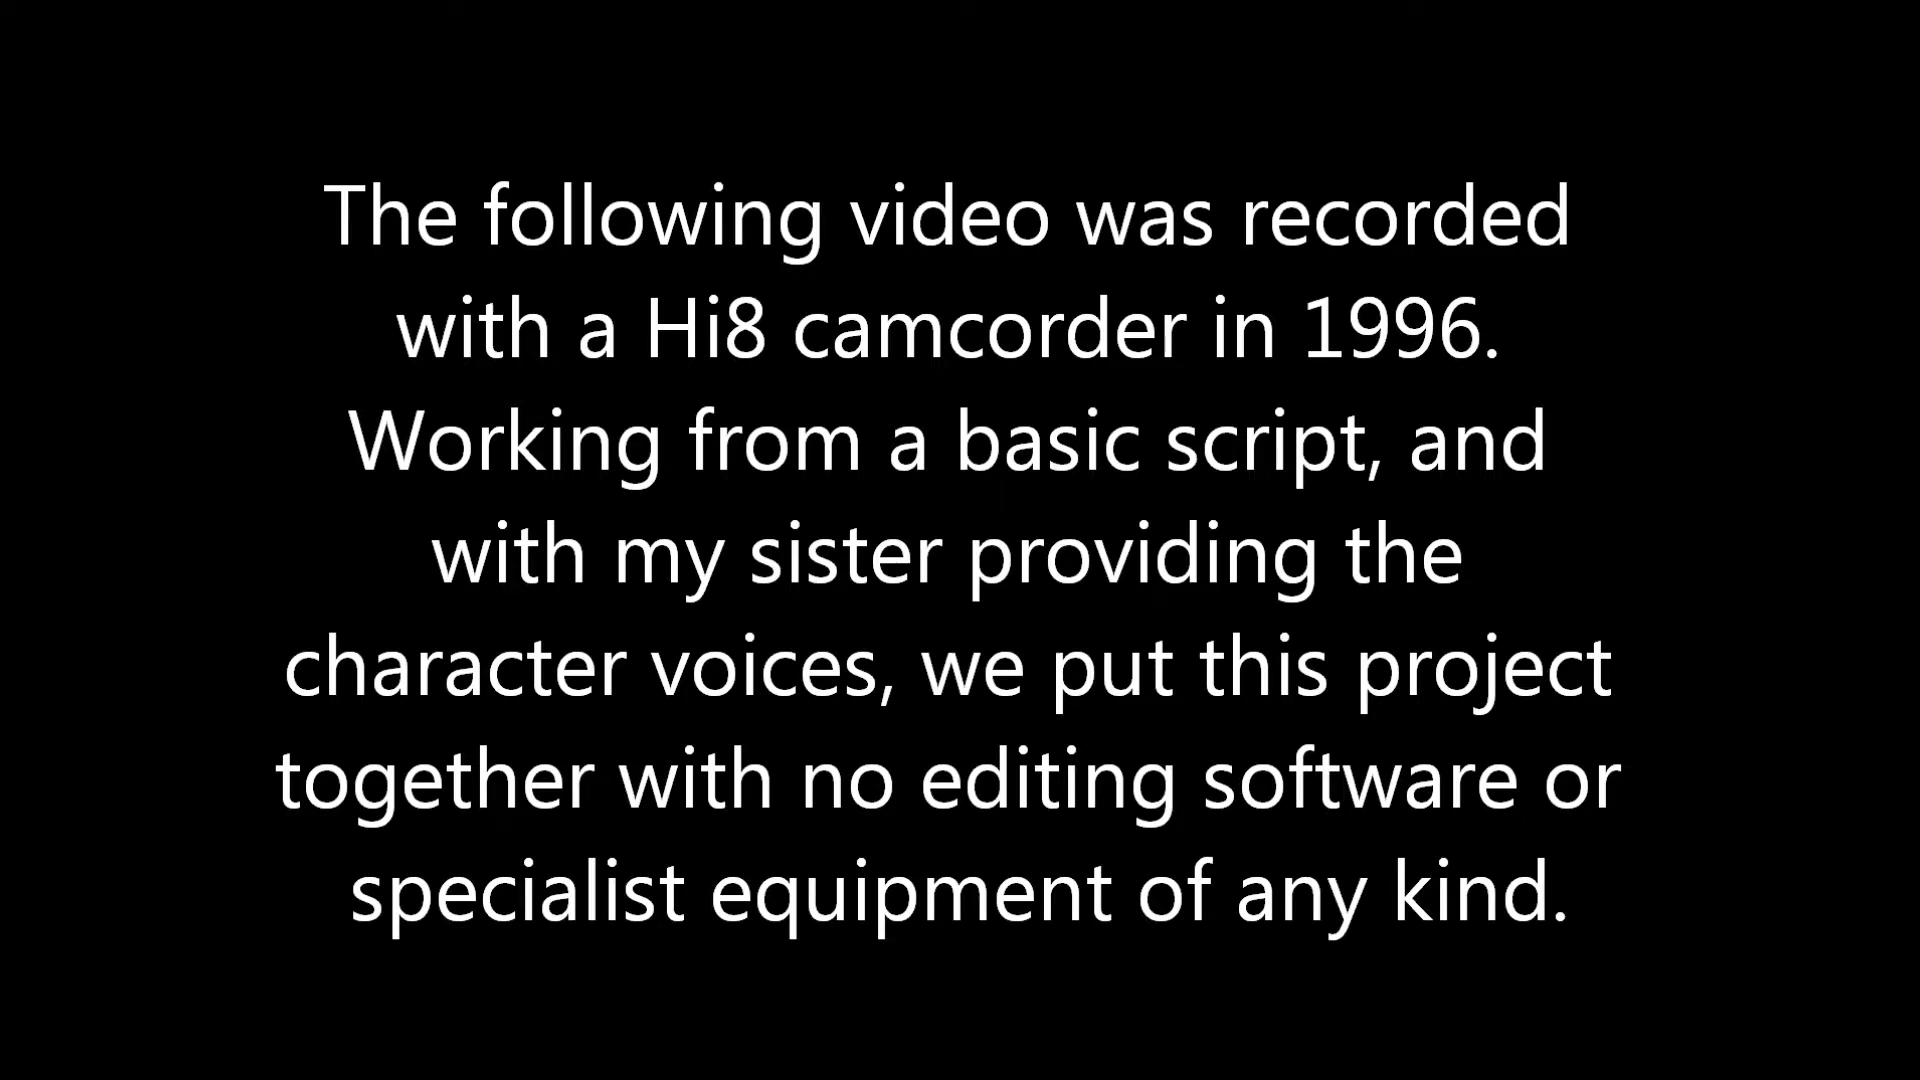 The following video was recorded
with a Hi8 camcorder in 1996.
Working from a basic script, and
with my sister providing the
character voices, we put this project
together with no editing software or
specialist equipment of any kind.